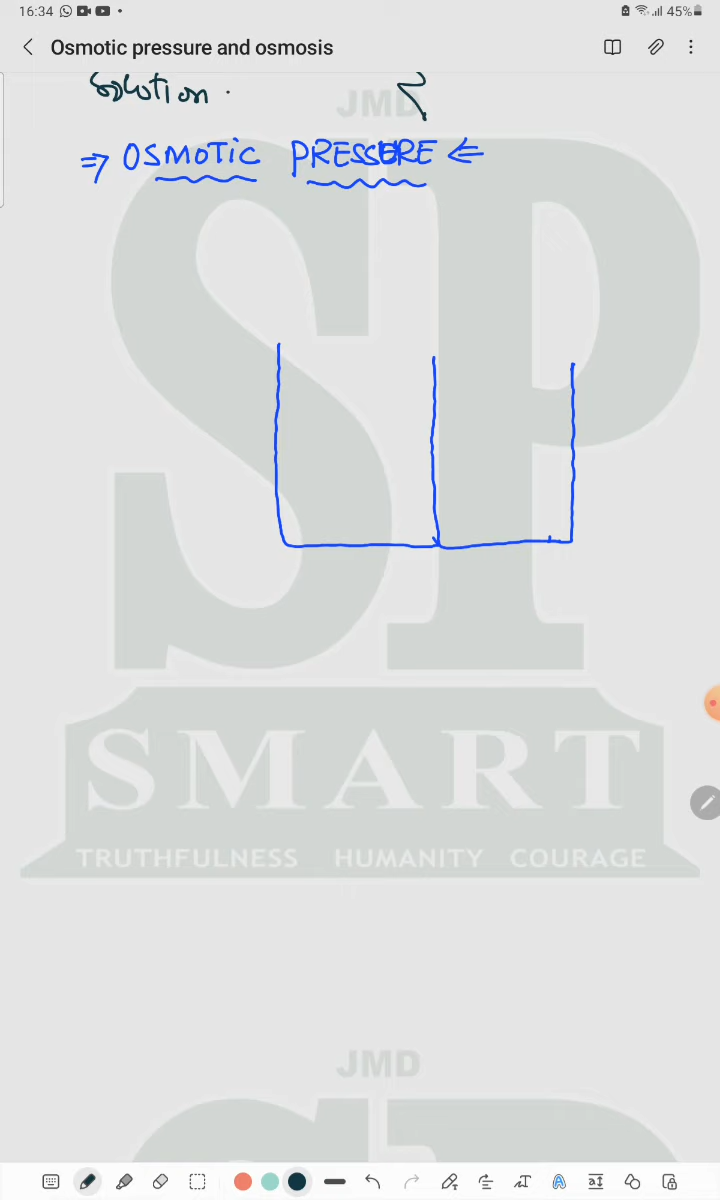 16:34 45%
Osmotic pressure and osmosis
Solution.
JMD
⇒ OSMOTIC PRESSURE ⇐
SP
SMART
TRUTHFULNESS HUMANITY COURAGE
JMD